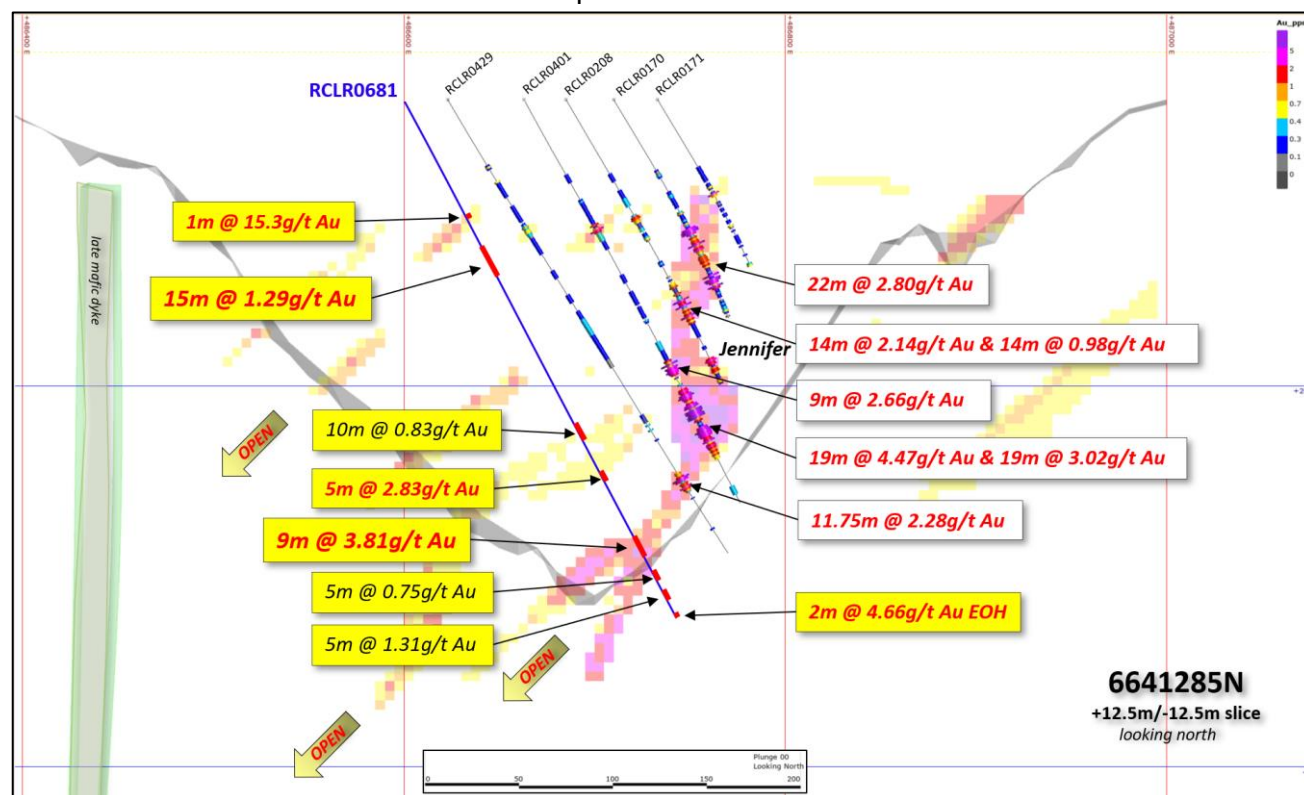 +486400 E
+486600 E
+486800 E
+487000 E
Au_ppm
5
2
1
0.7
0.4
0.3
0.1
0
RCLR0681
RCLR0429
RCLR0401
RCLR0208
RCLR0170
RCLR0171
late mafic dyke
1m @ 15.3g/t Au
15m @ 1.29g/t Au
22m @ 2.80g/t Au
14m @ 2.14g/t Au & 14m @ 0.98g/t Au
Jennifer
9m @ 2.66g/t Au
10m @ 0.83g/t Au
OPEN
19m @ 4.47g/t Au & 19m @ 3.02g/t Au
5m @ 2.83g/t Au
11.75m @ 2.28g/t Au
9m @ 3.81g/t Au
5m @ 0.75g/t Au
2m @ 4.66g/t Au EOH
5m @ 1.31g/t Au
OPEN
OPEN
6641285N
+12.5m/-12.5m slice
looking north
Plunge 00
Looking North
0 50 100 150 200